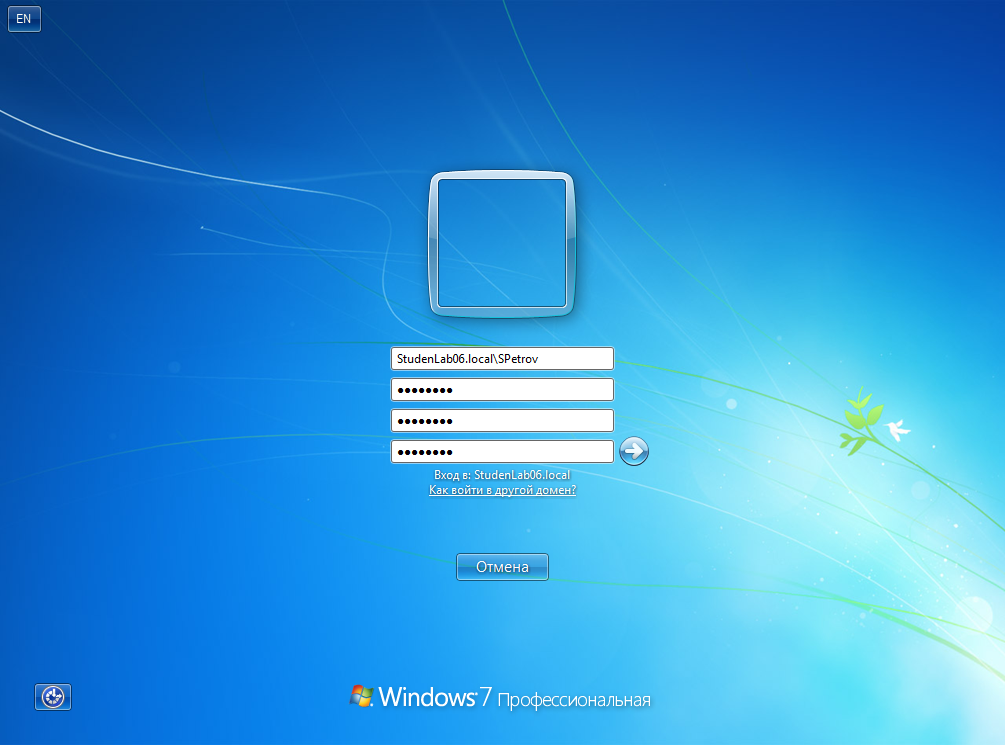 EN
StudenLab06.local\SPetrov
●●●●●●●●
●●●●●●●●
●●●●●●●●
Вход в: StudenLab06.local
Как войти в другой домен?
Отмена
Windows 7 Профессиональная